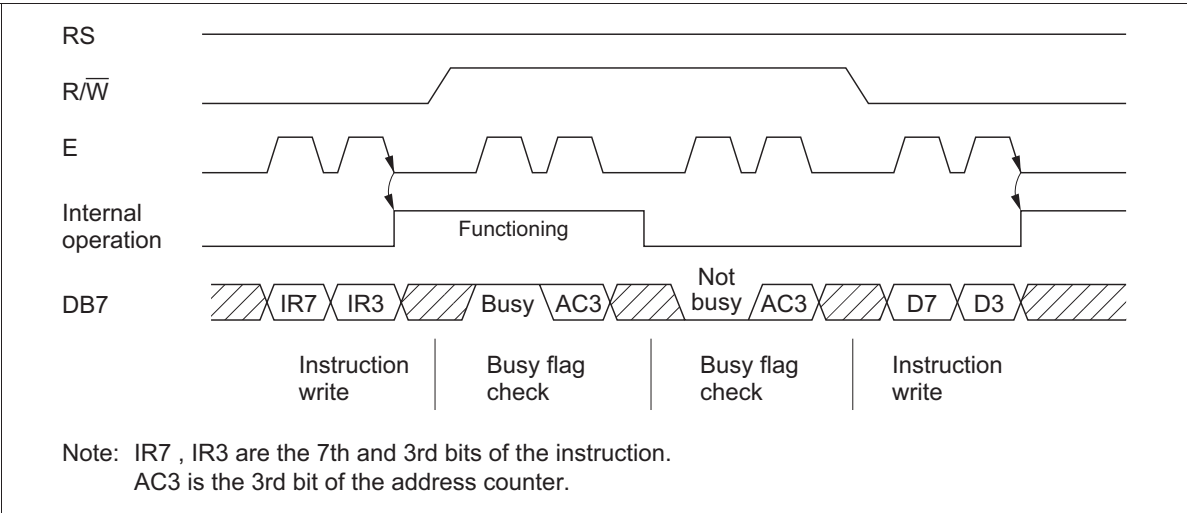 RS
R/W̅
E
Internal
operation
Functioning
DB7
IR7 IR3 Busy AC3 Not
busy AC3 D7 D3
Instruction
write
Busy flag
check
Busy flag
check
Instruction
write
Note: IR7 , IR3 are the 7th and 3rd bits of the instruction.
AC3 is the 3rd bit of the address counter.